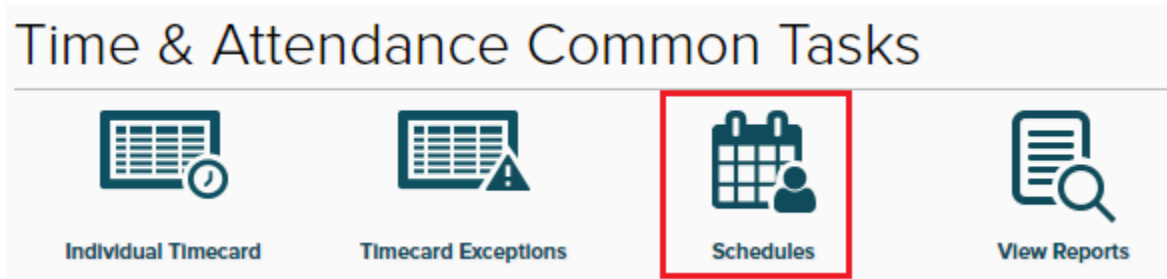 Time & Attendance Common Tasks
Individual Timecard
Timecard Exceptions
Schedules
View Reports